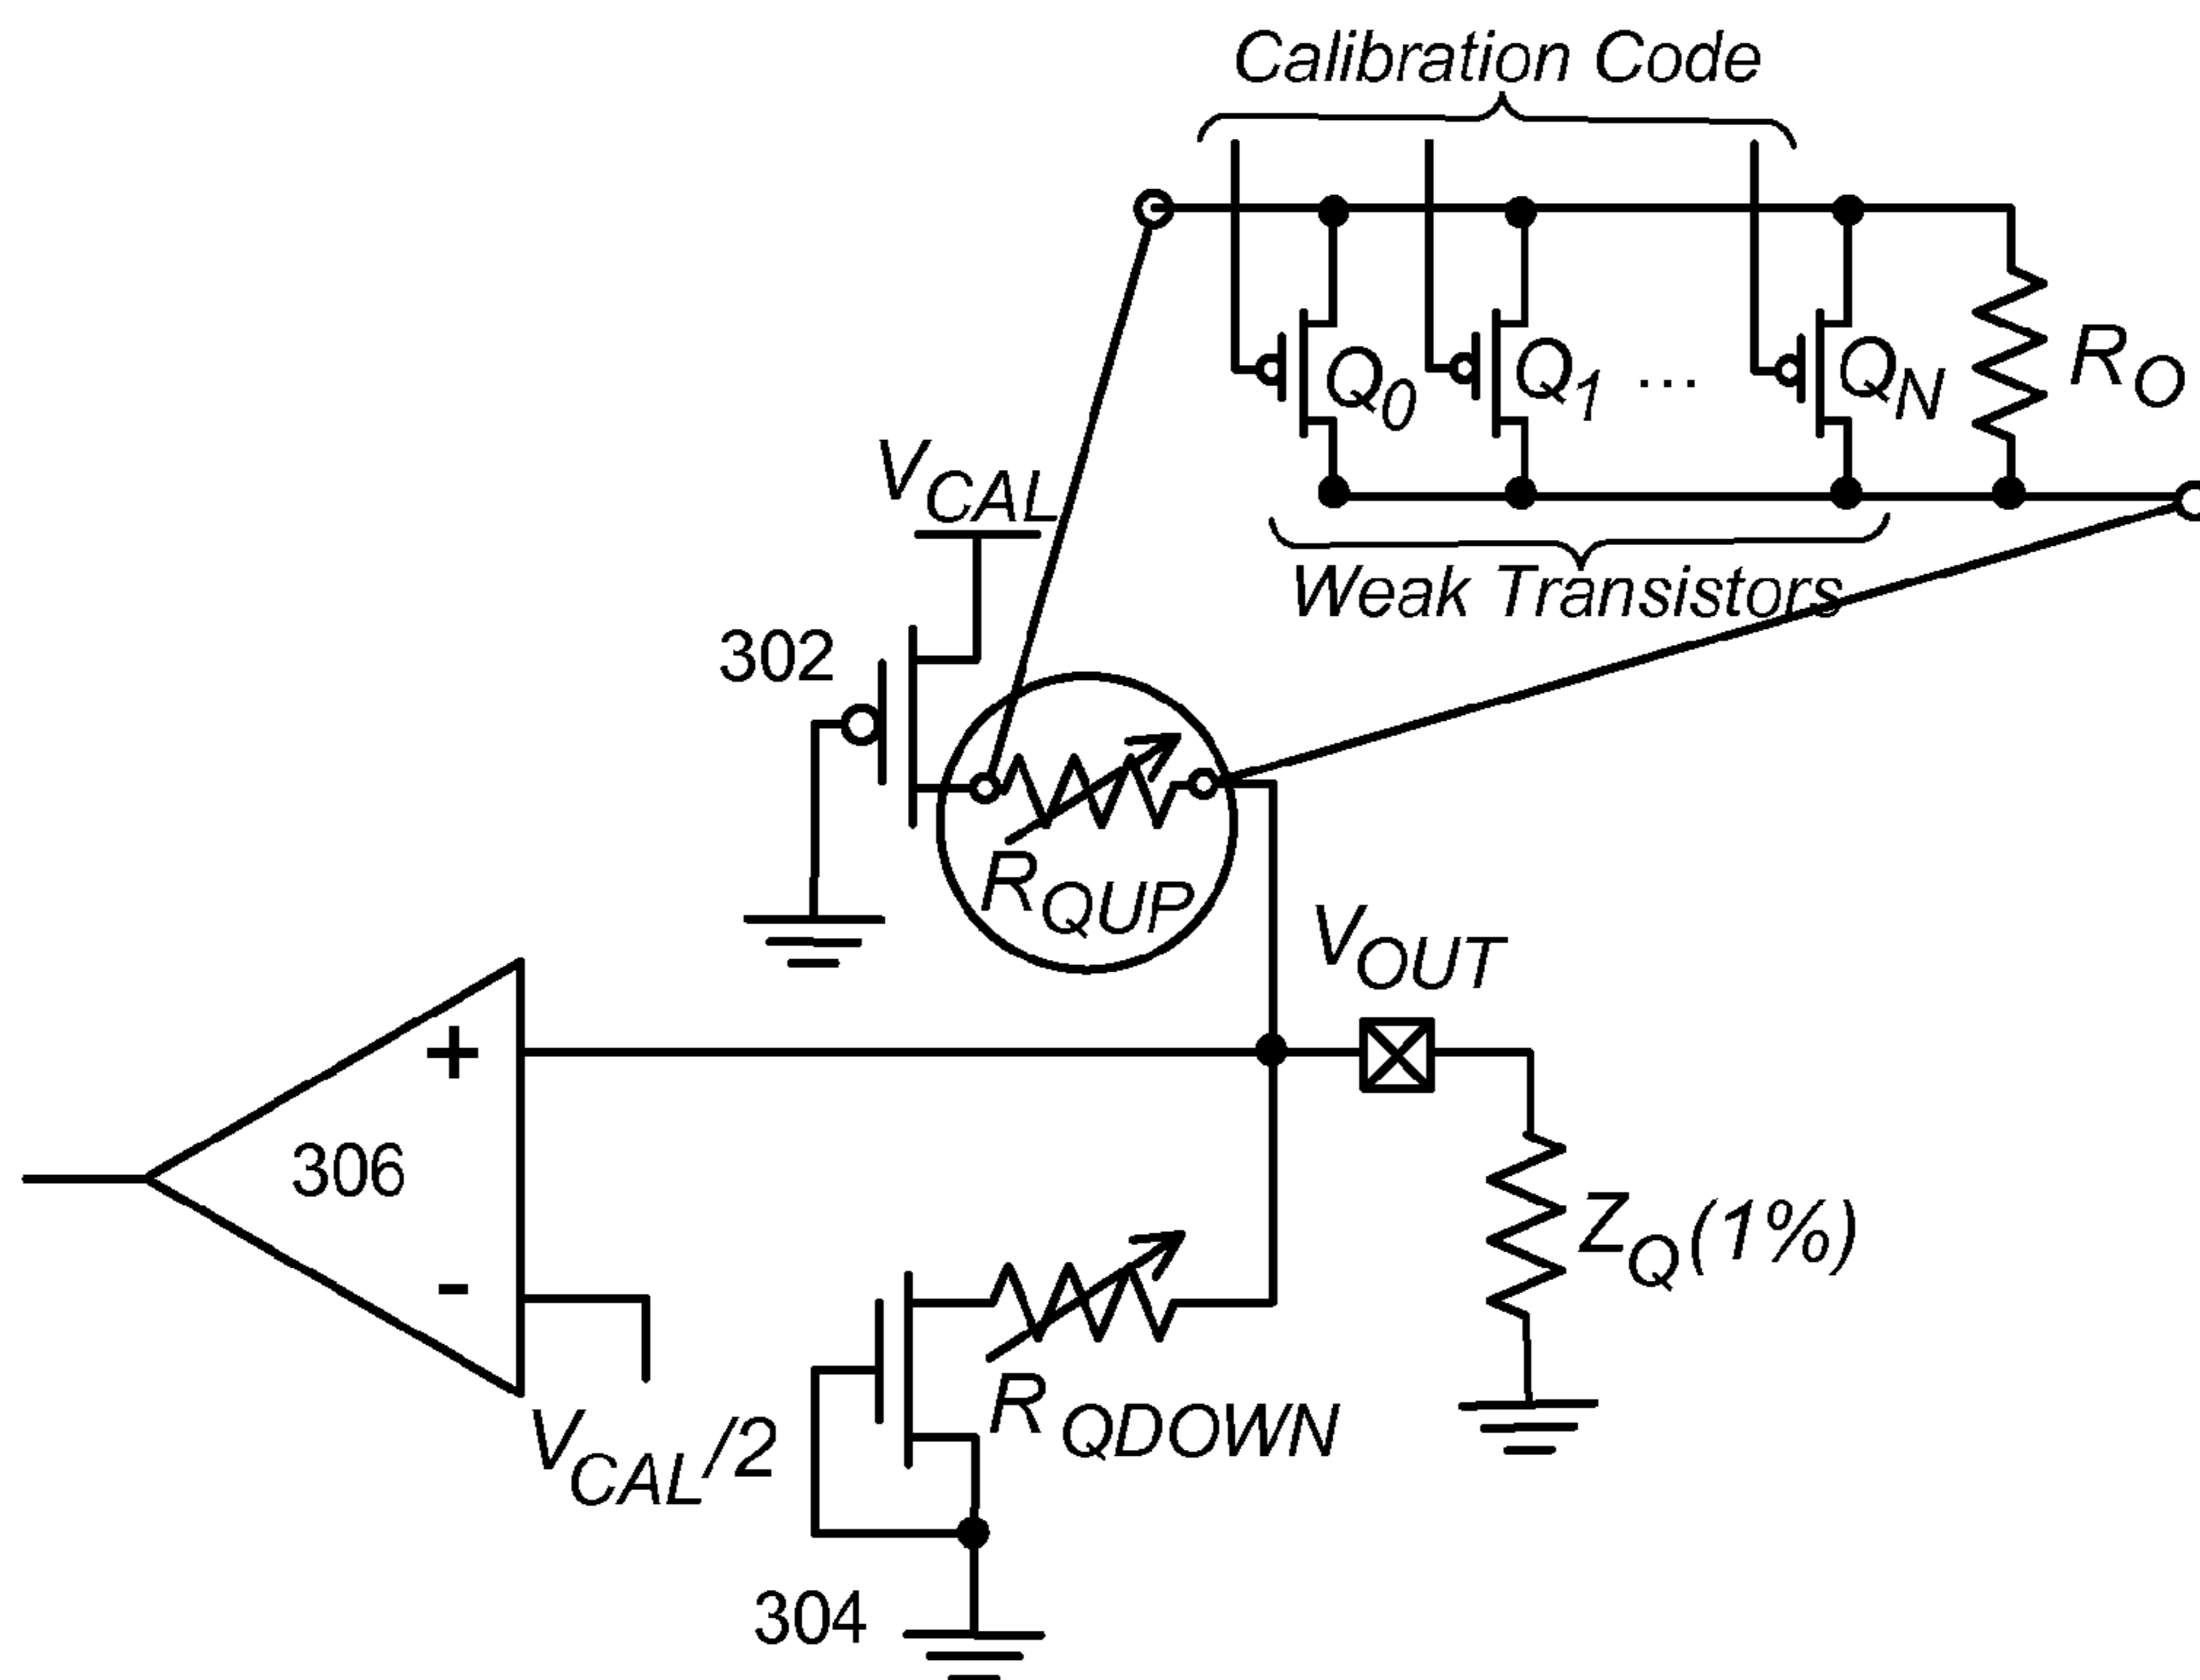 Calibration Code
Q0
Q1
...
QN
RO
VCAL
Weak Transistors
302
RQUP
VOUT
+
306
-
ZQ(1%)
VCAL/2
RQDOWN
304